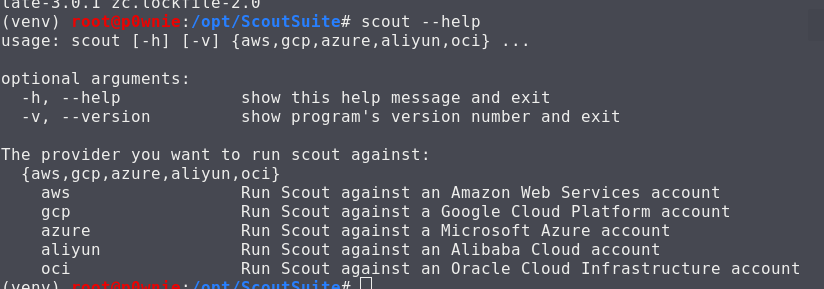 late-3.0.1 zc.lockfile-2.0
(venv) root@p0wnie:/opt/ScoutSuite# scout --help
usage: scout [-h] [-v] {aws,gcp,azure,aliyun,oci} ...
optional arguments:
  -h, --help            show this help message and exit
  -v, --version         show program's version number and exit
The provider you want to run scout against:
  {aws,gcp,azure,aliyun,oci}
    aws                 Run Scout against an Amazon Web Services account
    gcp                 Run Scout against a Google Cloud Platform account
    azure               Run Scout against a Microsoft Azure account
    aliyun              Run Scout against an Alibaba Cloud account
    oci                 Run Scout against an Oracle Cloud Infrastructure account
(venv) root@p0wnie:/opt/ScoutSuite#